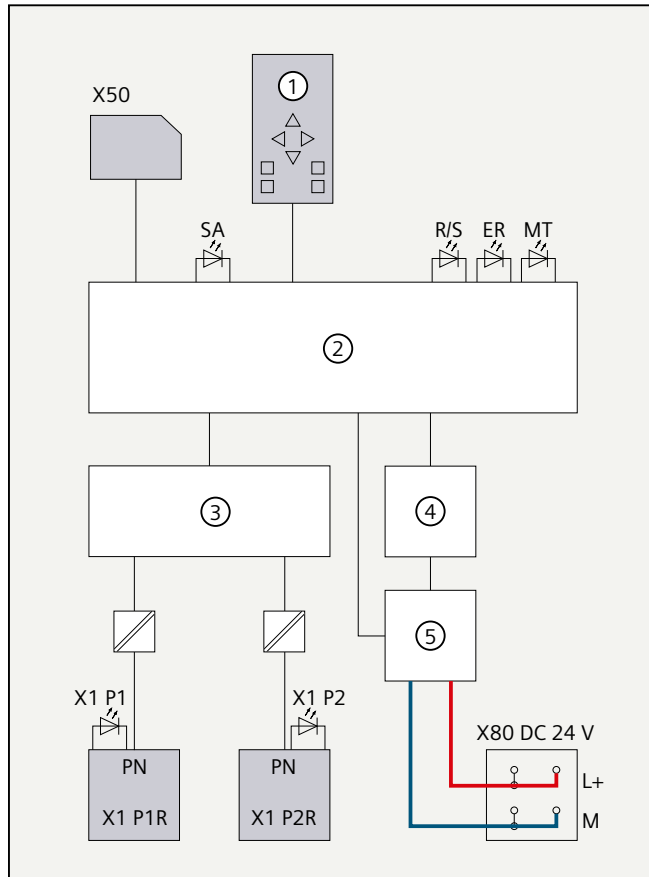 ①
X50
SA
R/S ER MT
②
③
④
⑤
X1 P1
X1 P2
X80 DC 24 V
PN
PN
L+
X1 P1R
X1 P2R
M